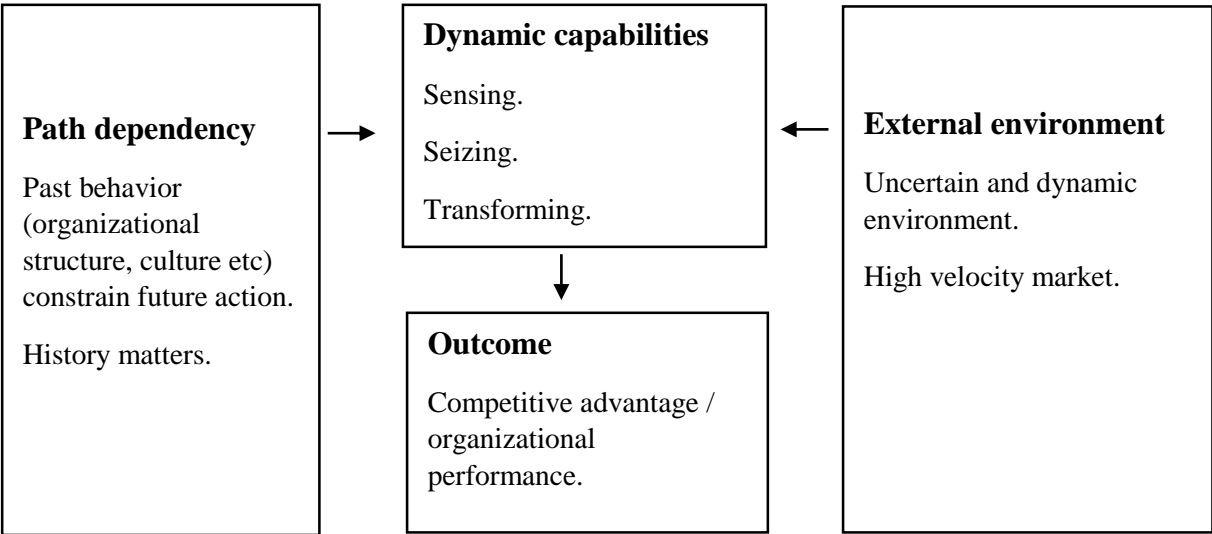 Path dependency
Past behavior
(organizational
structure, culture etc)
constrain future action.
History matters.
Dynamic capabilities
Sensing.
Seizing.
Transforming.
Outcome
Competitive advantage /
organizational
performance.
External environment
Uncertain and dynamic
environment.
High velocity market.